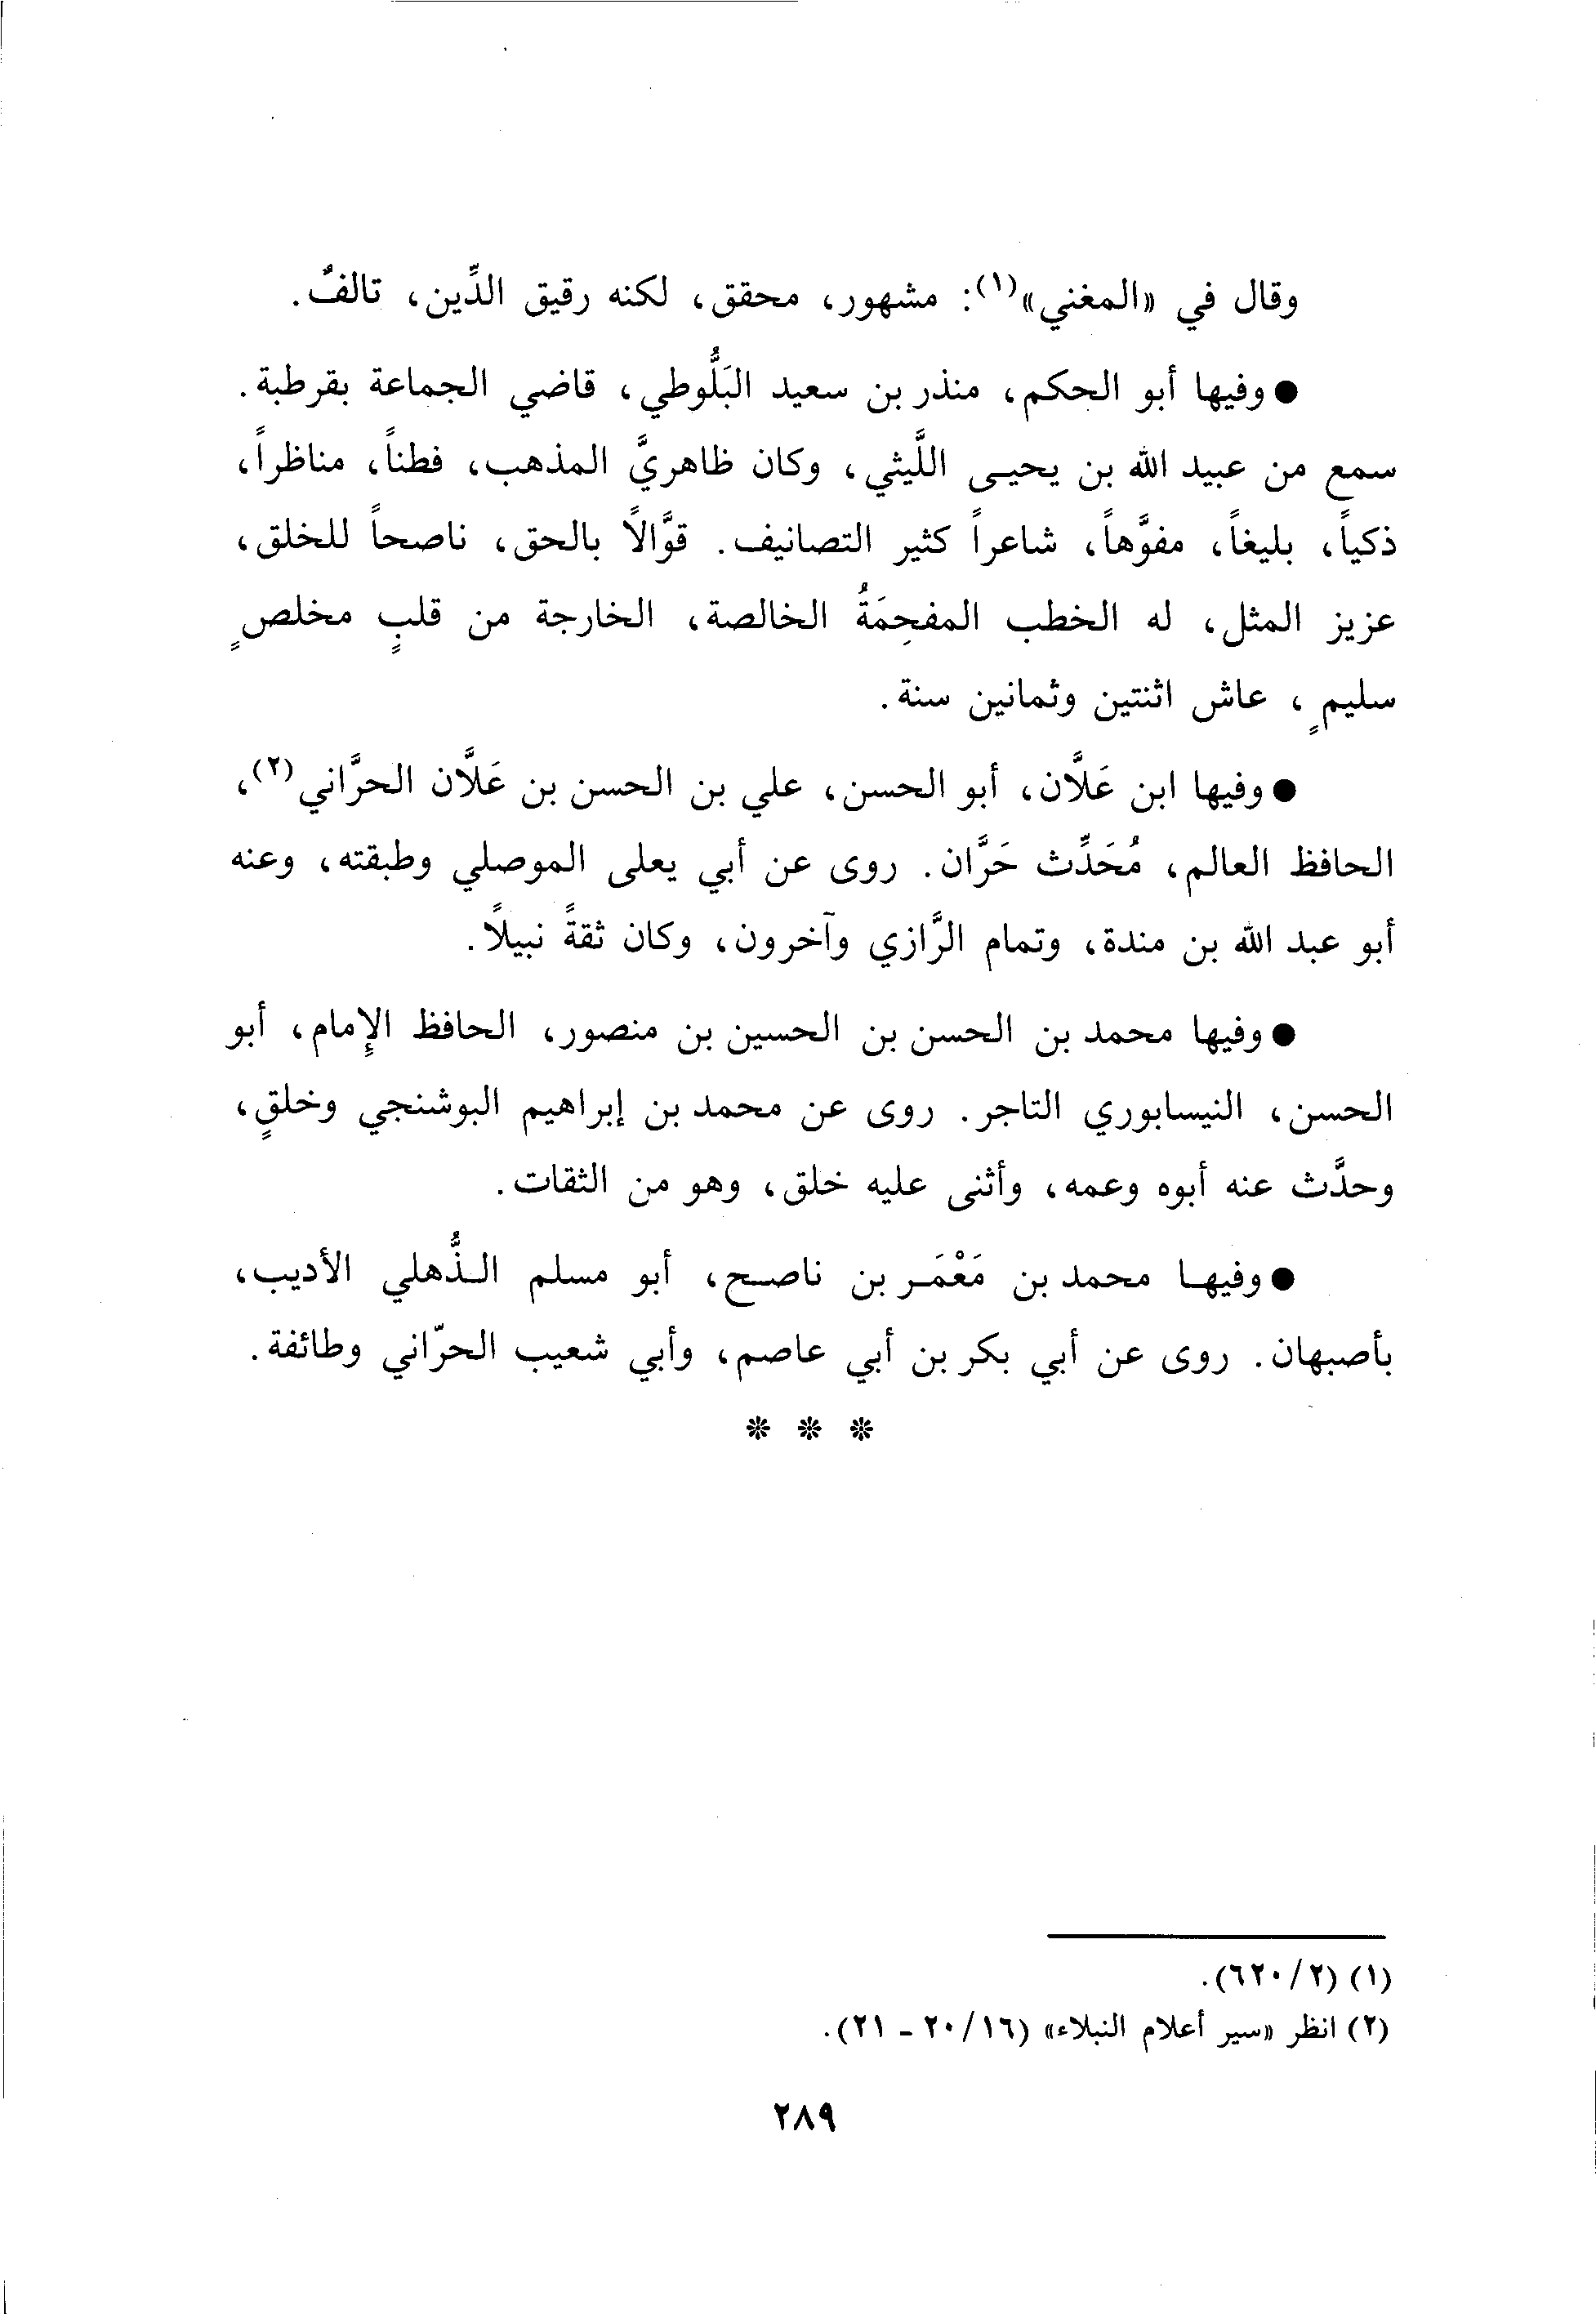 وقال في «المغني»(١): مشهور، محقق، لكنه رقيق الدِّين، تالفٌ.
● وفيها أبو الحكم، منذر بن سعيد البَلُّوطي، قاضي الجماعة بقرطبة.
سمع من عبيد الله بن يحيى اللَّيثي، وكان ظاهريَّ المذهب، فطناً، مناظراً،
ذكياً، بليغاً، مفوَّهاً، شاعراً كثير التصانيف. قوَّالاً بالحق، ناصحاً للخلق،
عزيز المثل، له الخطب المفحِمَةُ الخالصة، الخارجة من قلبٍ مخلصٍ
سليمٍ، عاش اثنتين وثمانين سنة.
● وفيها ابن عَلَّان، أبو الحسن، علي بن الحسن بن عَلَّان الحرَّاني(٢)،
الحافظ العالم، مُحَدِّث حَرَّان. روى عن أبي يعلى الموصلي وطبقته، وعنه
أبو عبد الله بن مندة، وتمام الرَّازي وآخرون، وكان ثقةً نبيلاً.
● وفيها محمد بن الحسن بن الحسين بن منصور، الحافظ الإِمام، أبو
الحسن، النيسابوري التاجر. روى عن محمد بن إبراهيم البوشنجي وخلقٍ،
وحدَّث عنه أبوه وعمه، وأثنى عليه خلق، وهو من الثقات.
● وفيها محمد بن مَعْمَر بن ناصح، أبو مسلم الذُّهلي الأديب،
بأصبهان. روى عن أبي بكر بن أبي عاصم، وأبي شعيب الحرّاني وطائفة.
* * *
(١) (٢/ ٦٢٠).
(٢) انظر «سير أعلام النبلاء» (١٦/ ٢٠ - ٢١).
٢٨٩